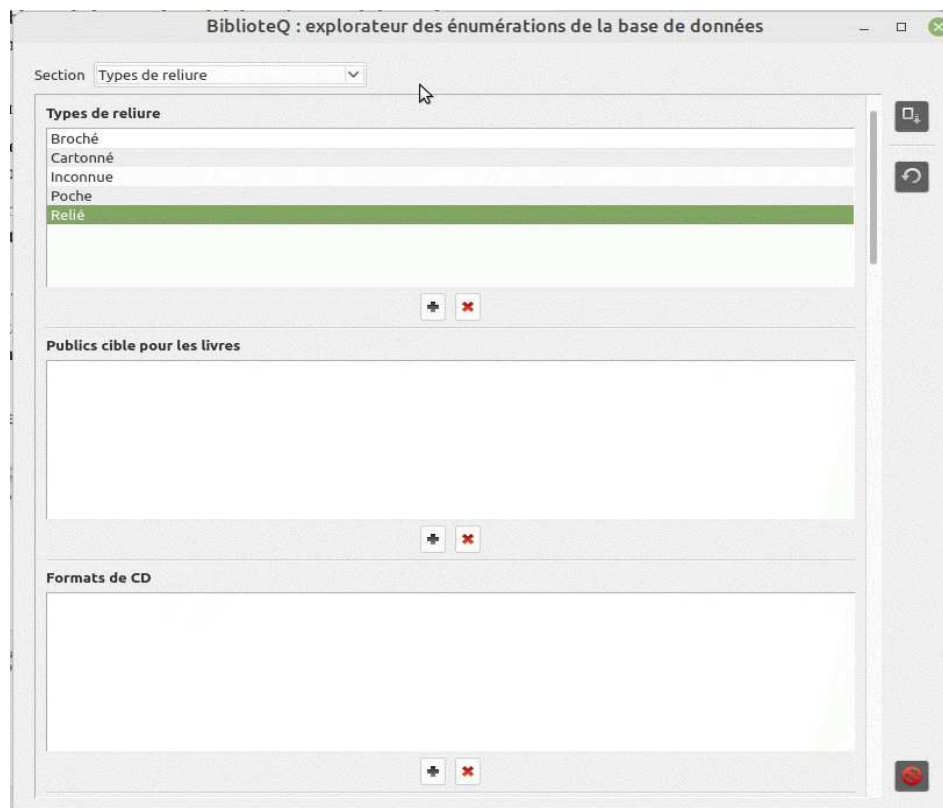 BiblioteQ : explorateur des énumérations de la base de données
Section Types de reliure
Types de reliure
Broché
Cartonné
Inconnue
Poche
Relié
Publics cible pour les livres
Formats de CD